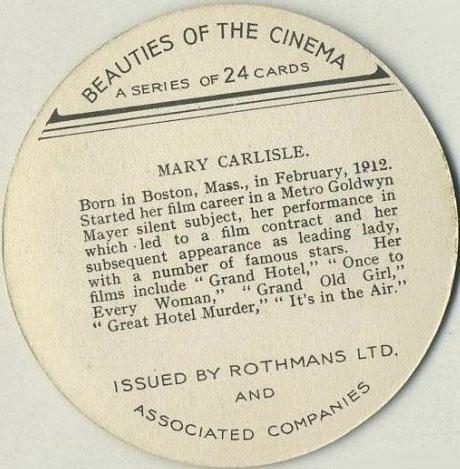 BEAUTIES OF THE CINEMA
A SERIES OF 24 CARDS
MARY CARLISLE.
Born in Boston, Mass., in February, 1912.
Started her film career in a Metro Goldwyn
Mayer silent subject, her performance in
which led to a film contract and her
subsequent appearance as leading lady,
with a number of famous stars. Her
films include “Grand Hotel,” “Once to
Every Woman,” “Grand Old Girl,”
“Great Hotel Murder,” “It’s in the Air.”
ISSUED BY ROTHMANS LTD.
AND
ASSOCIATED COMPANIES